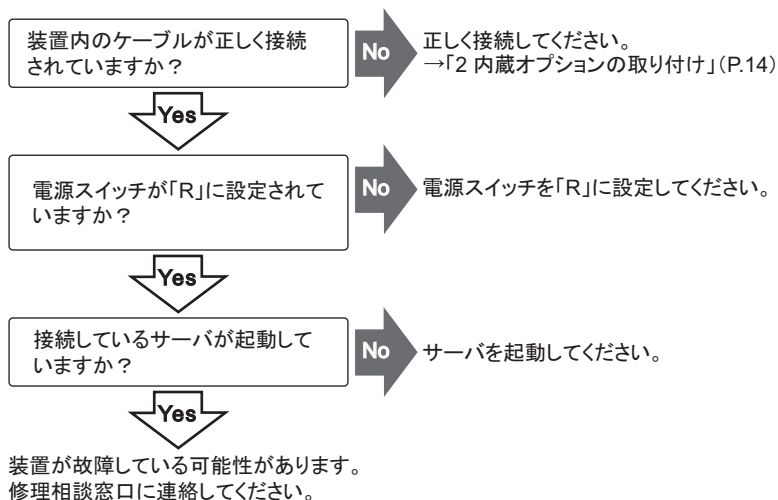 装置内のケーブルが正しく接続
されていますか?
No
正しく接続してください。
→「2 内蔵オプションの取り付け」(P.14)
Yes
電源スイッチが「R」に設定されて
いますか?
No
電源スイッチを「R」に設定してください。
Yes
接続しているサーバが起動して
いますか?
No
サーバを起動してください。
Yes
装置が故障している可能性があります。
修理相談窓口に連絡してください。